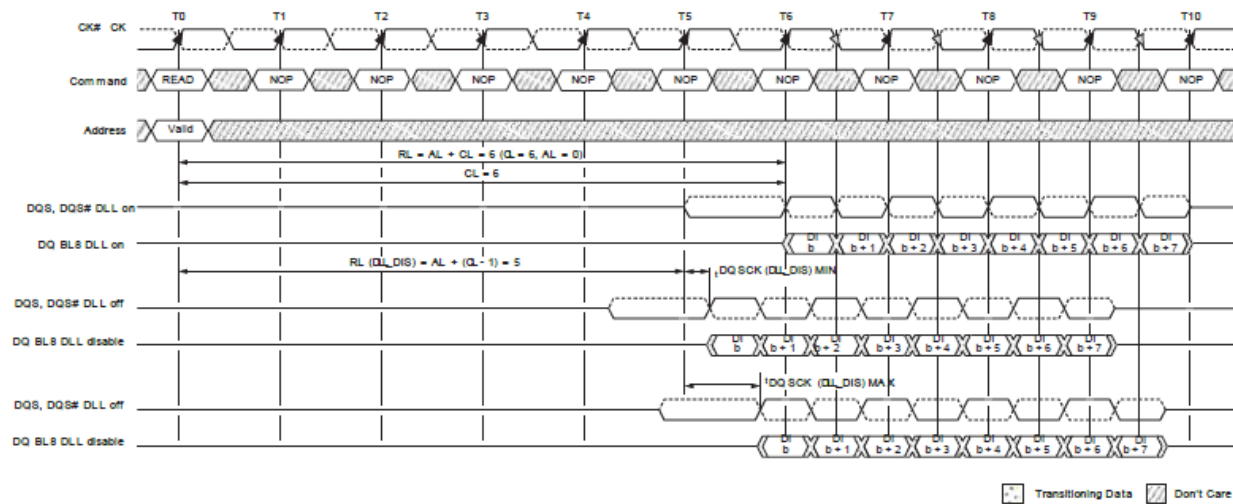 T0 T1 T2 T3 T4 T5 T6 T7 T8 T9 T10
CK# CK
Command READ NOP NOP NOP NOP NOP NOP NOP NOP NOP NOP
Address Valid
RL = AL + CL = 6 (CL = 6, AL = 0)
CL = 6
DQS, DQS# DLL on
DQ BL8 DLL on DI b DI b + 1 DI b + 2 DI b + 3 DI b + 4 DI b + 5 DI b + 6 DI b + 7
RL (DLL_DIS) = AL + (CL - 1) = 5 tDQSCK (DLL_DIS) MIN
DQS, DQS# DLL off
DQ BL8 DLL disable DI b DI b + 1 DI b + 2 DI b + 3 DI b + 4 DI b + 5 DI b + 6 DI b + 7
tDQSCK (DLL_DIS) MAX
DQS, DQS# DLL off
DQ BL8 DLL disable DI b DI b + 1 DI b + 2 DI b + 3 DI b + 4 DI b + 5 DI b + 6 DI b + 7
Transitioning Data Don't Care